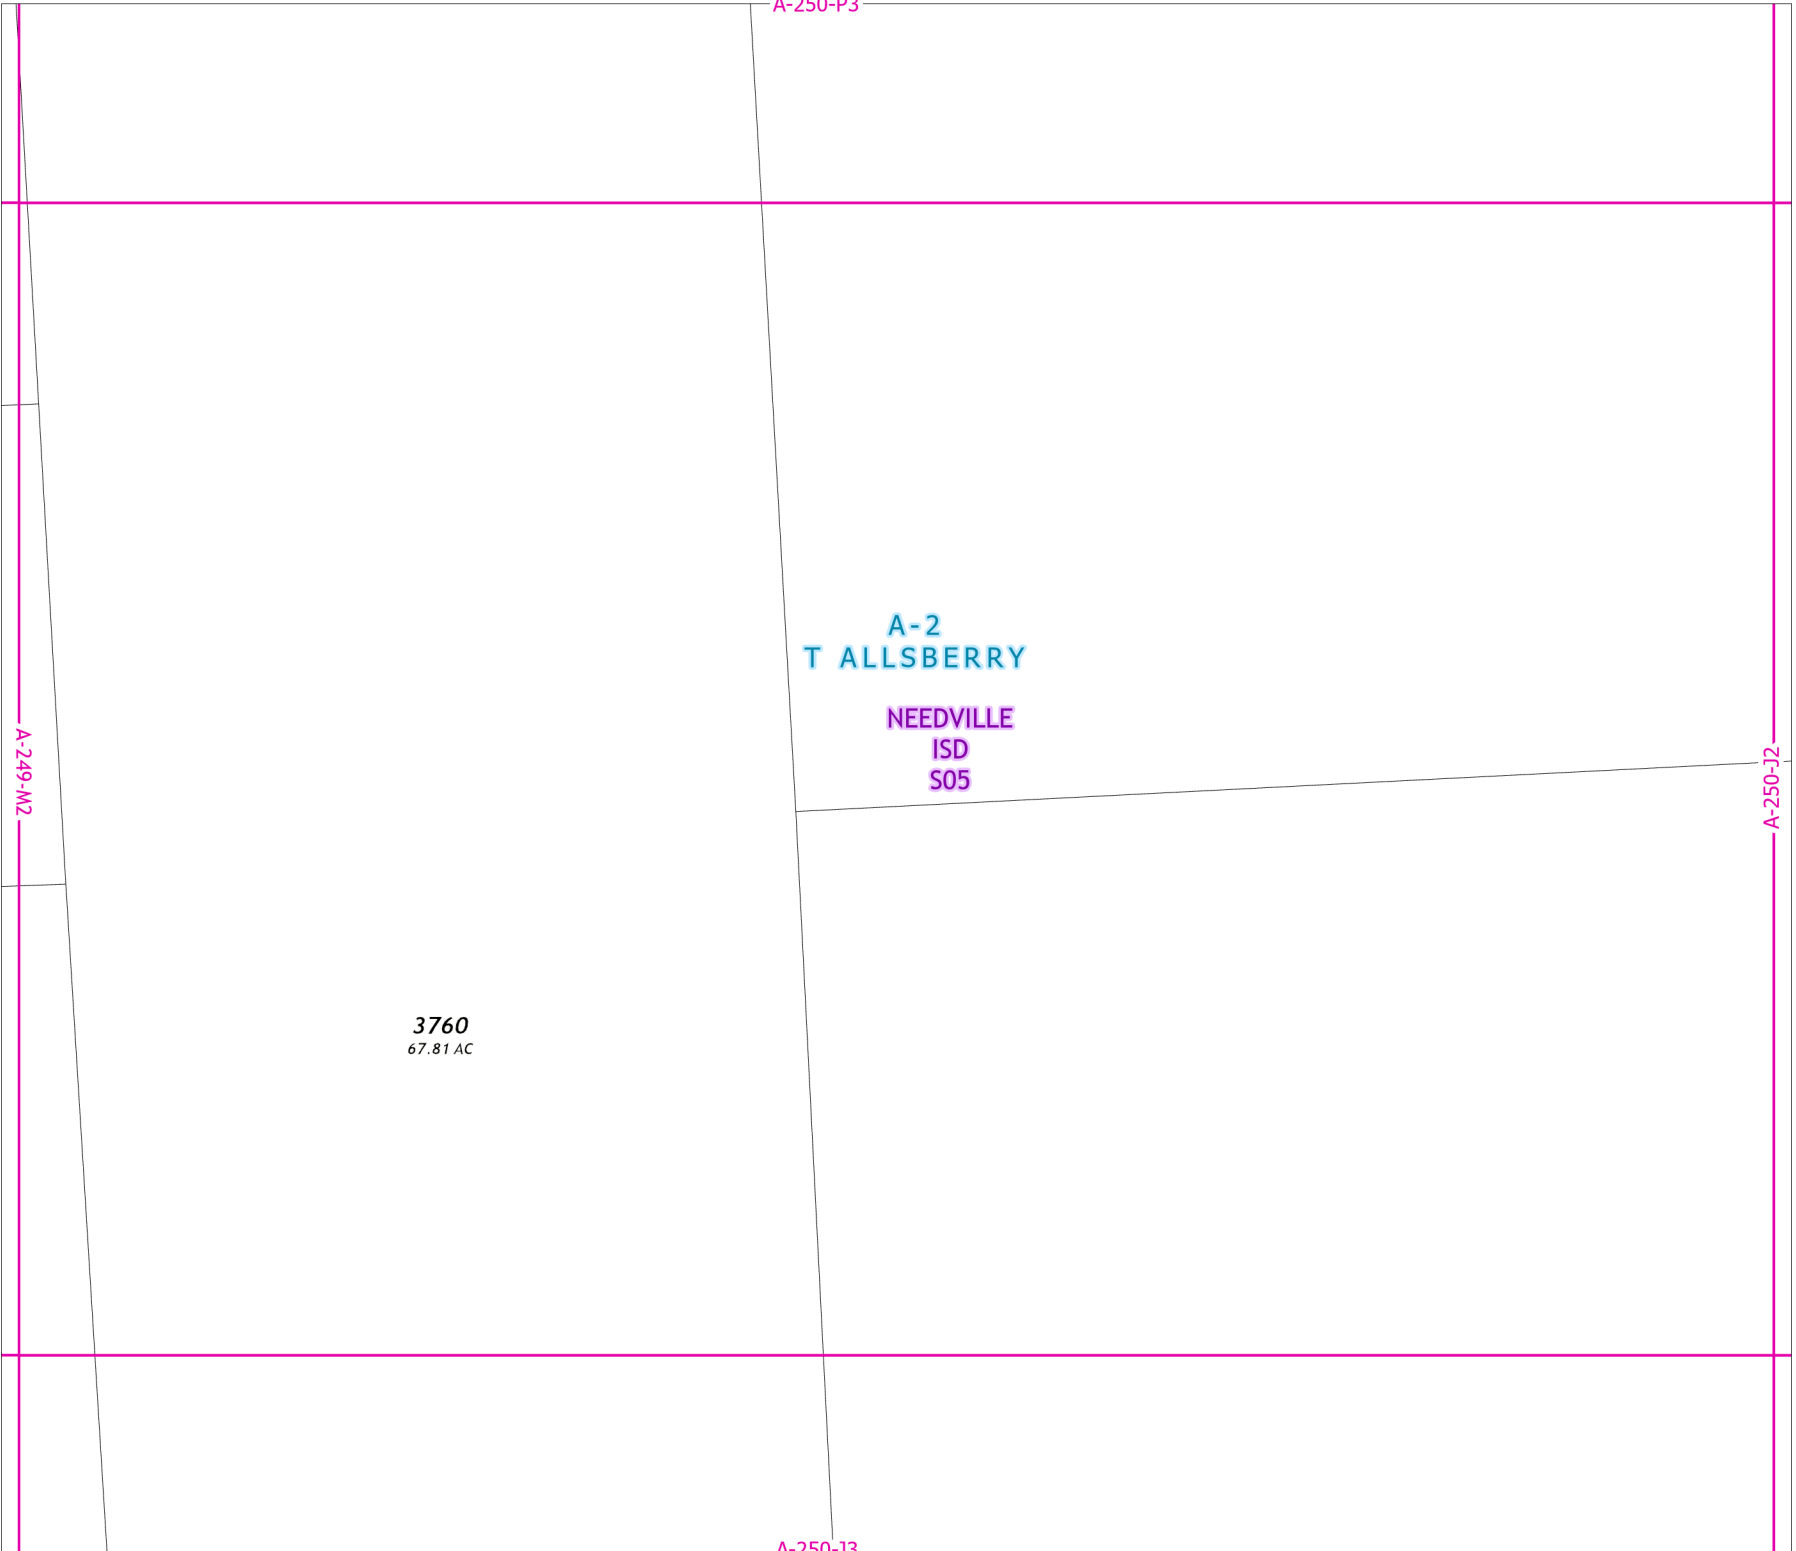 A-250-P3
A-2
T ALLSBERRY
NEEDVILLE
ISD
S05
A-249-M2
A-250-J2
3760
67.81 AC
A-250-J3